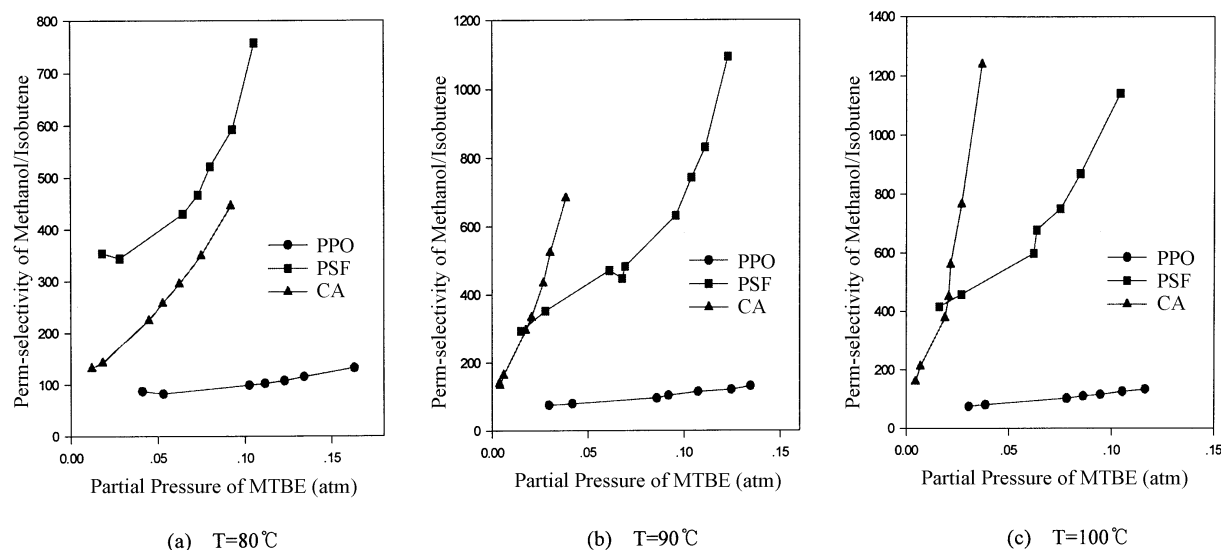 Perm-selectivity of Methanol/Isobutene
800
700
600
500
400
300
200
100
0
PPO
PSF
CA
0.00
.05
.10
.15
Partial Pressure of MTBE (atm)
(a) T=80℃
Perm-selectivity of Methanol/Isobutene
1200
1000
800
600
400
200
0
PPO
PSF
CA
0.00
.05
.10
.15
Partial Pressure of MTBE (atm)
(b) T=90℃
Perm-selectivity of Methanol/Isobutene
1400
1200
1000
800
600
400
200
0
PPO
PSF
CA
0.00
.05
.10
.15
Partial Pressure of MTBE (atm)
(c) T=100℃